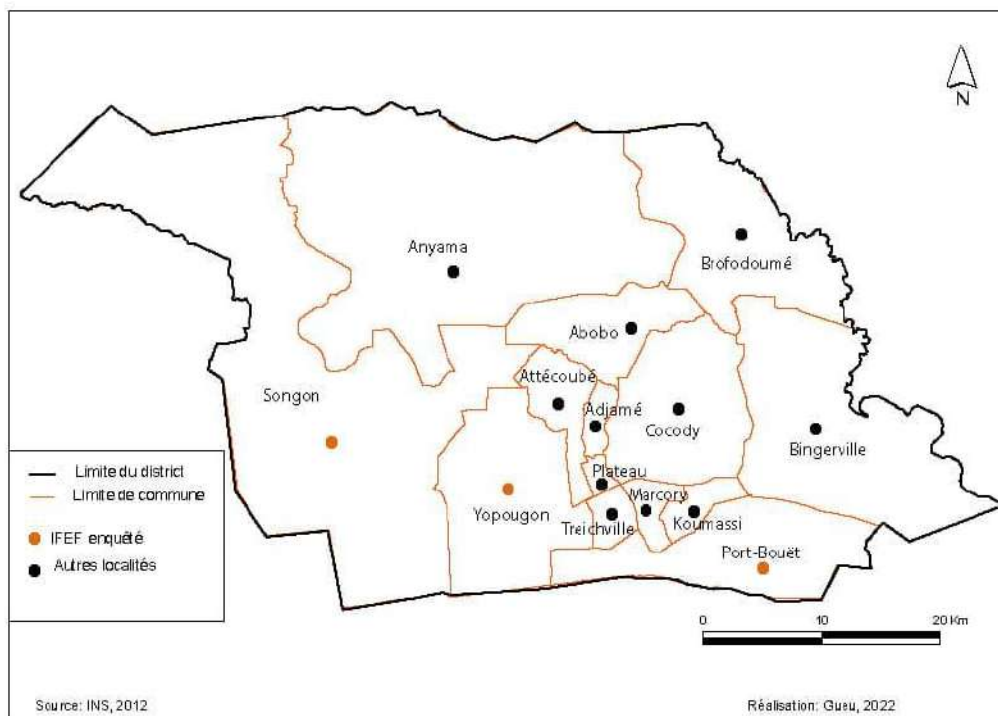 N
Anyama
Brofodoumé
Abobo
Attécoubé
Songon
Adjamé
Cocody
Bingerville
Limite du district
Limite de commune
Plateau
Marcory
Yopougon
Treichville
Koumassi
IFEF enquêté
Port-Bouët
Autres localités
0 10 20 Km
Source: INS, 2012
Réalisation: Gueu, 2022